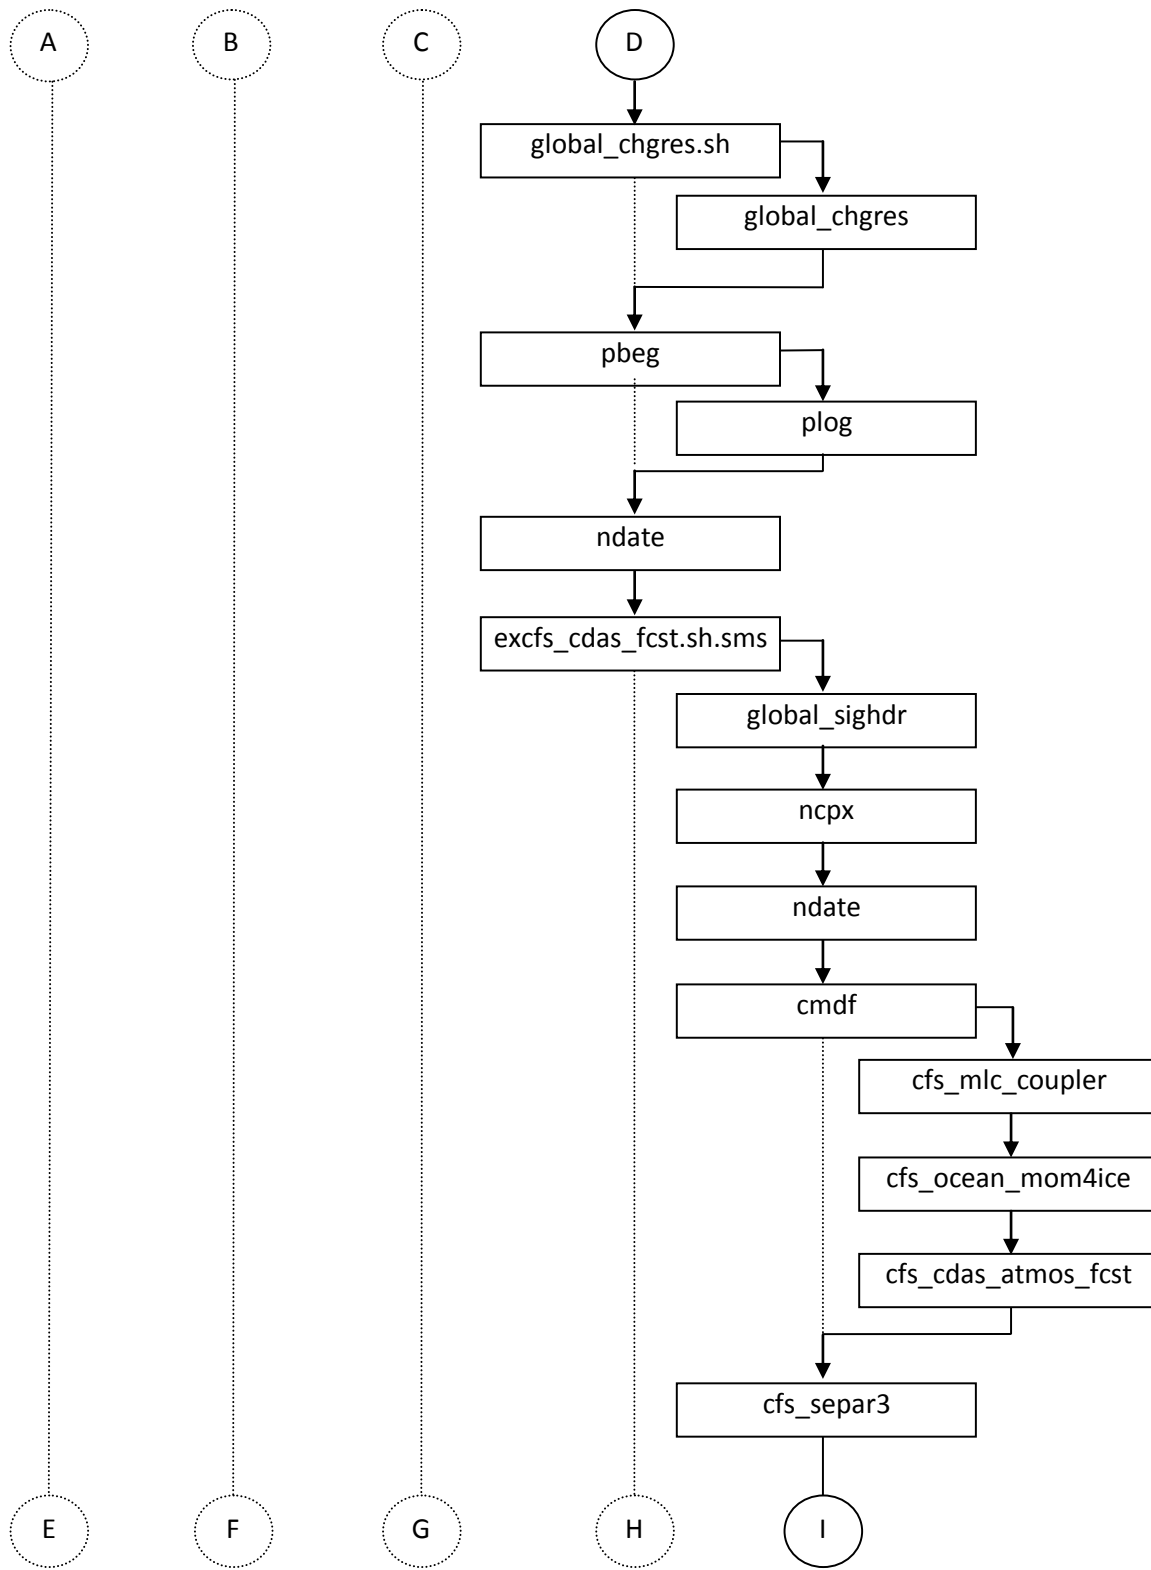 A
B
C
D
global_chgres.sh
global_chgres
pbeg
plog
ndate
excfs_cdas_fcst.sh.sms
global_sighdr
ncpx
ndate
cmdf
cfs_mlc_coupler
cfs_ocean_mom4ice
cfs_cdas_atmos_fcst
cfs_separ3
E
F
G
H
I